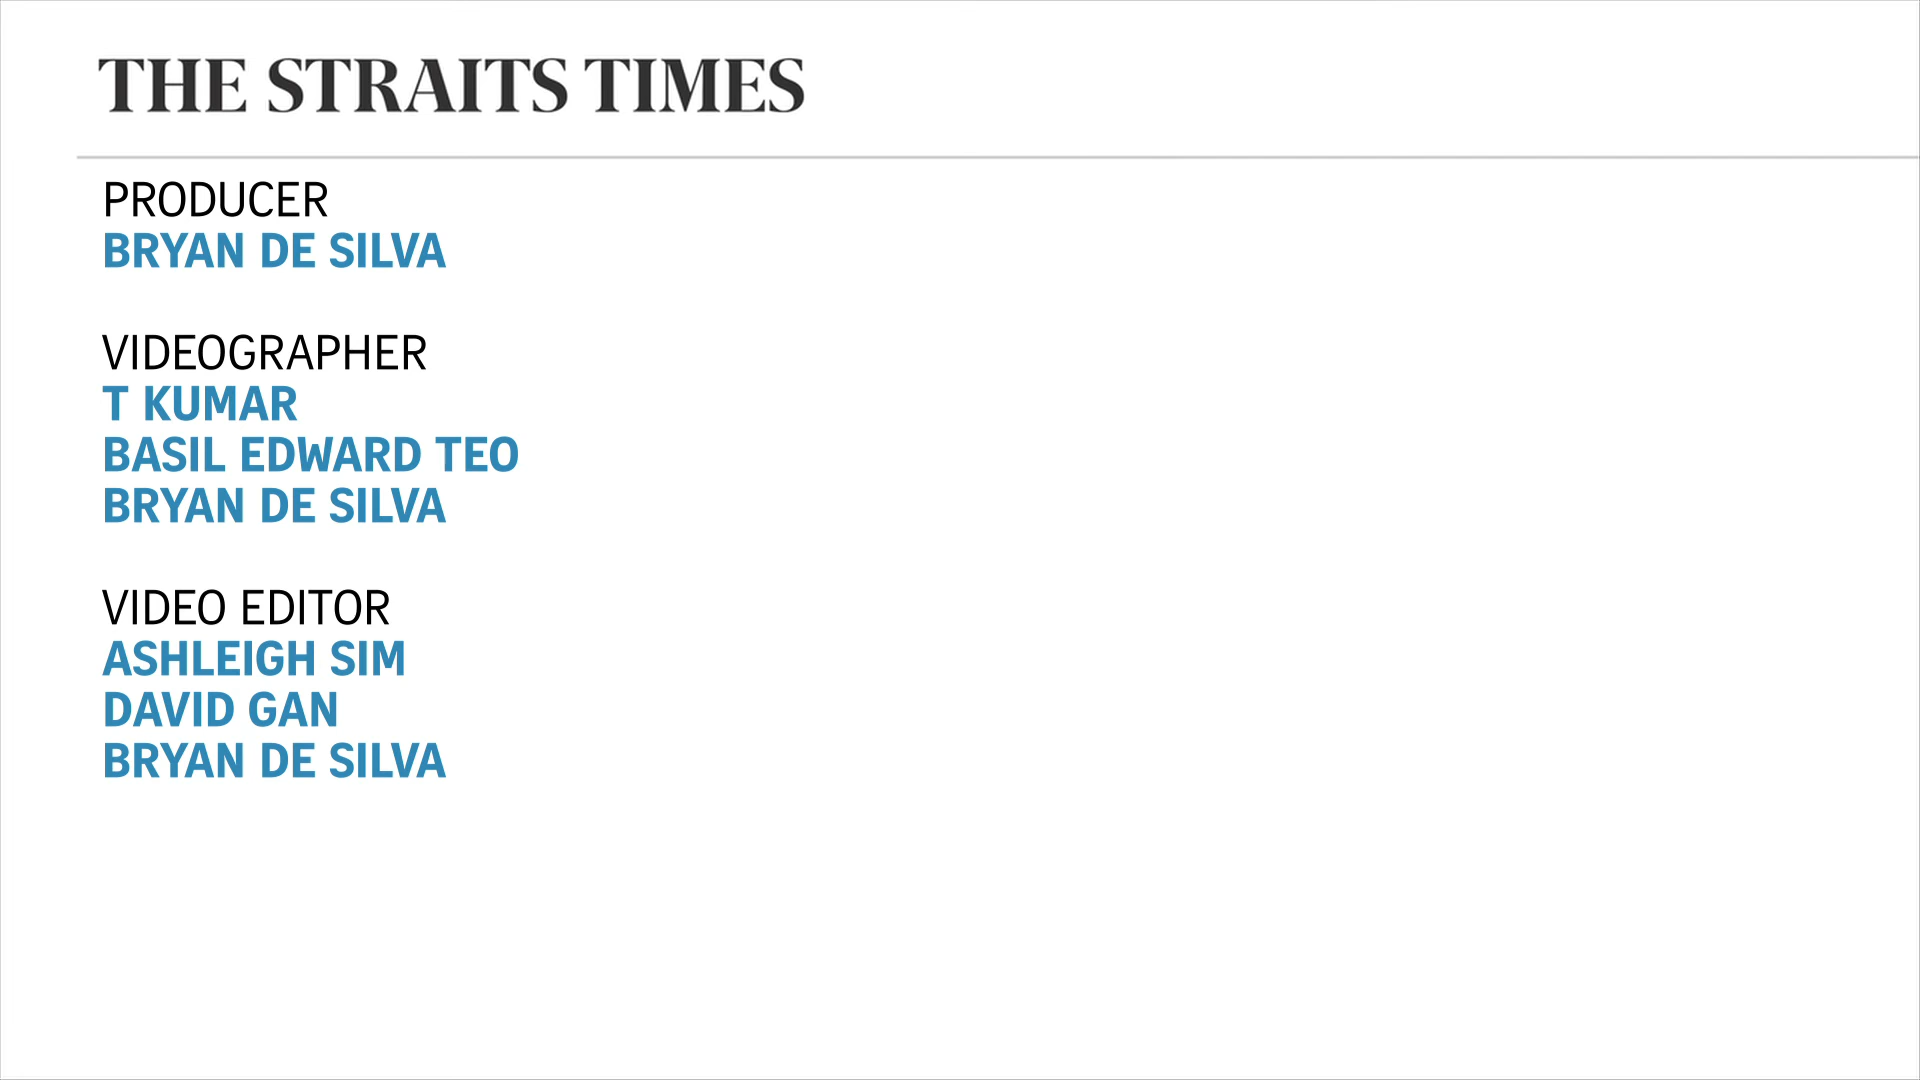 THE STRAITS TIMES
PRODUCER
BRYAN DE SILVA
VIDEOGRAPHER
T KUMAR
BASIL EDWARD TEO
BRYAN DE SILVA
VIDEO EDITOR
ASHLEIGH SIM
DAVID GAN
BRYAN DE SILVA